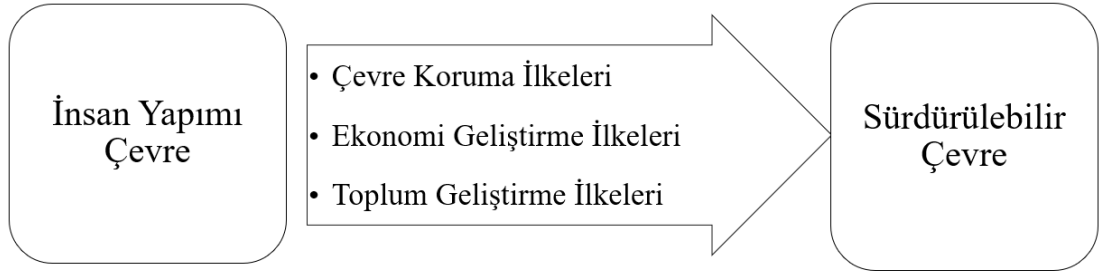 İnsan Yapımı
Çevre
• Çevre Koruma İlkeleri
• Ekonomi Geliştirme İlkeleri
• Toplum Geliştirme İlkeleri
Sürdürülebilir
Çevre